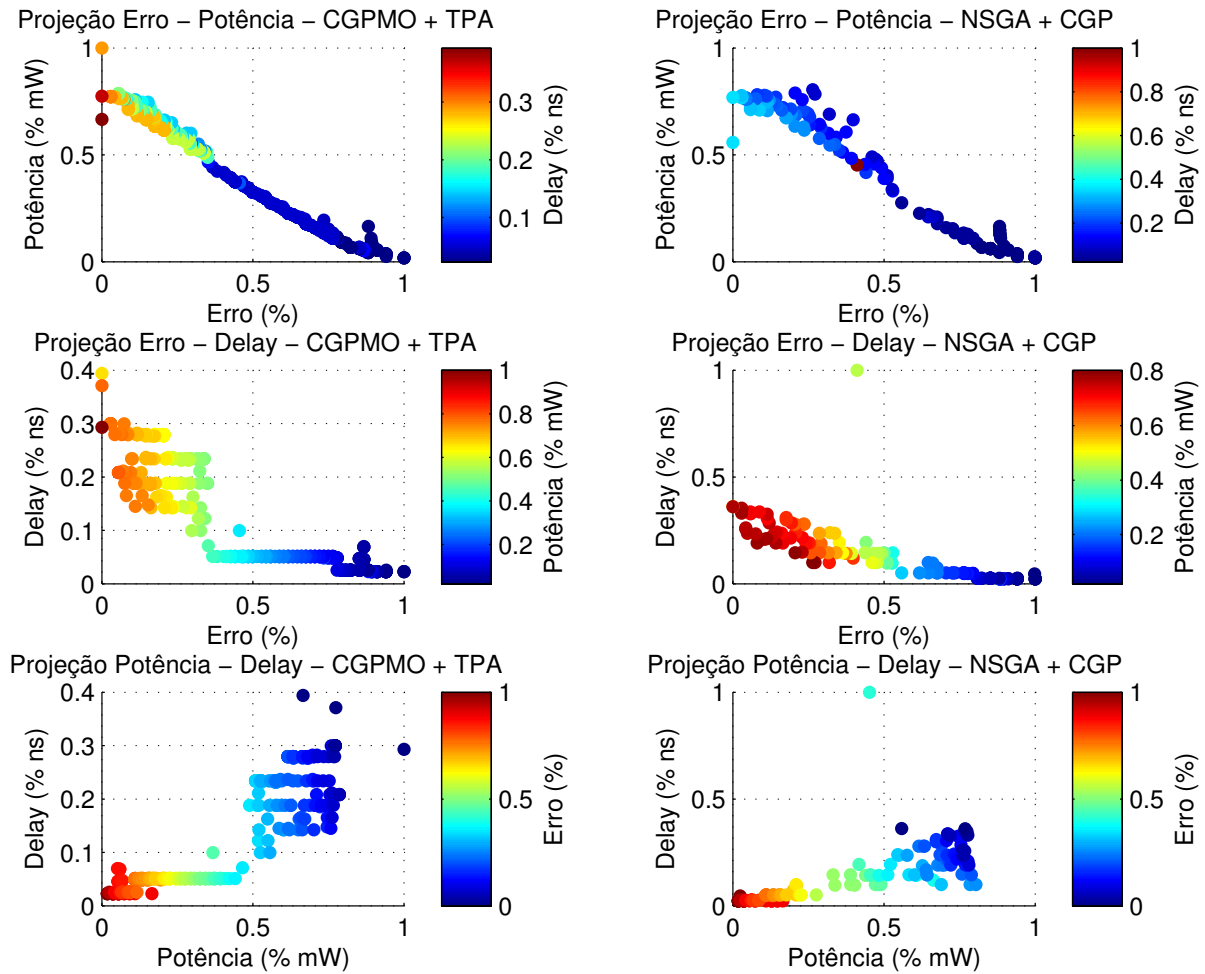 Projeção Erro − Potência − CGPMO + TPA
Potência (% mW)
1
0.5
0
0
0.5
1
Erro (%)
0.3
0.2
0.1
Delay (% ns)
Projeção Erro − Potência − NSGA + CGP
Potência (% mW)
1
0.5
0
0
0.5
1
Erro (%)
1
0.8
0.6
0.4
0.2
Delay (% ns)
Projeção Erro − Delay − CGPMO + TPA
Delay (% ns)
0.4
0.3
0.2
0.1
0
0
0.5
1
Erro (%)
1
0.8
0.6
0.4
0.2
Potência (% mW)
Projeção Erro − Delay − NSGA + CGP
Delay (% ns)
1
0.5
0
0
0.5
1
Erro (%)
0.8
0.6
0.4
0.2
Potência (% mW)
Projeção Potência − Delay − CGPMO + TPA
Delay (% ns)
0.4
0.3
0.2
0.1
0
0
0.5
1
Potência (% mW)
1
0.5
0
Erro (%)
Projeção Potência − Delay − NSGA + CGP
Delay (% ns)
1
0.5
0
0
0.5
1
Potência (% mW)
1
0.5
0
Erro (%)